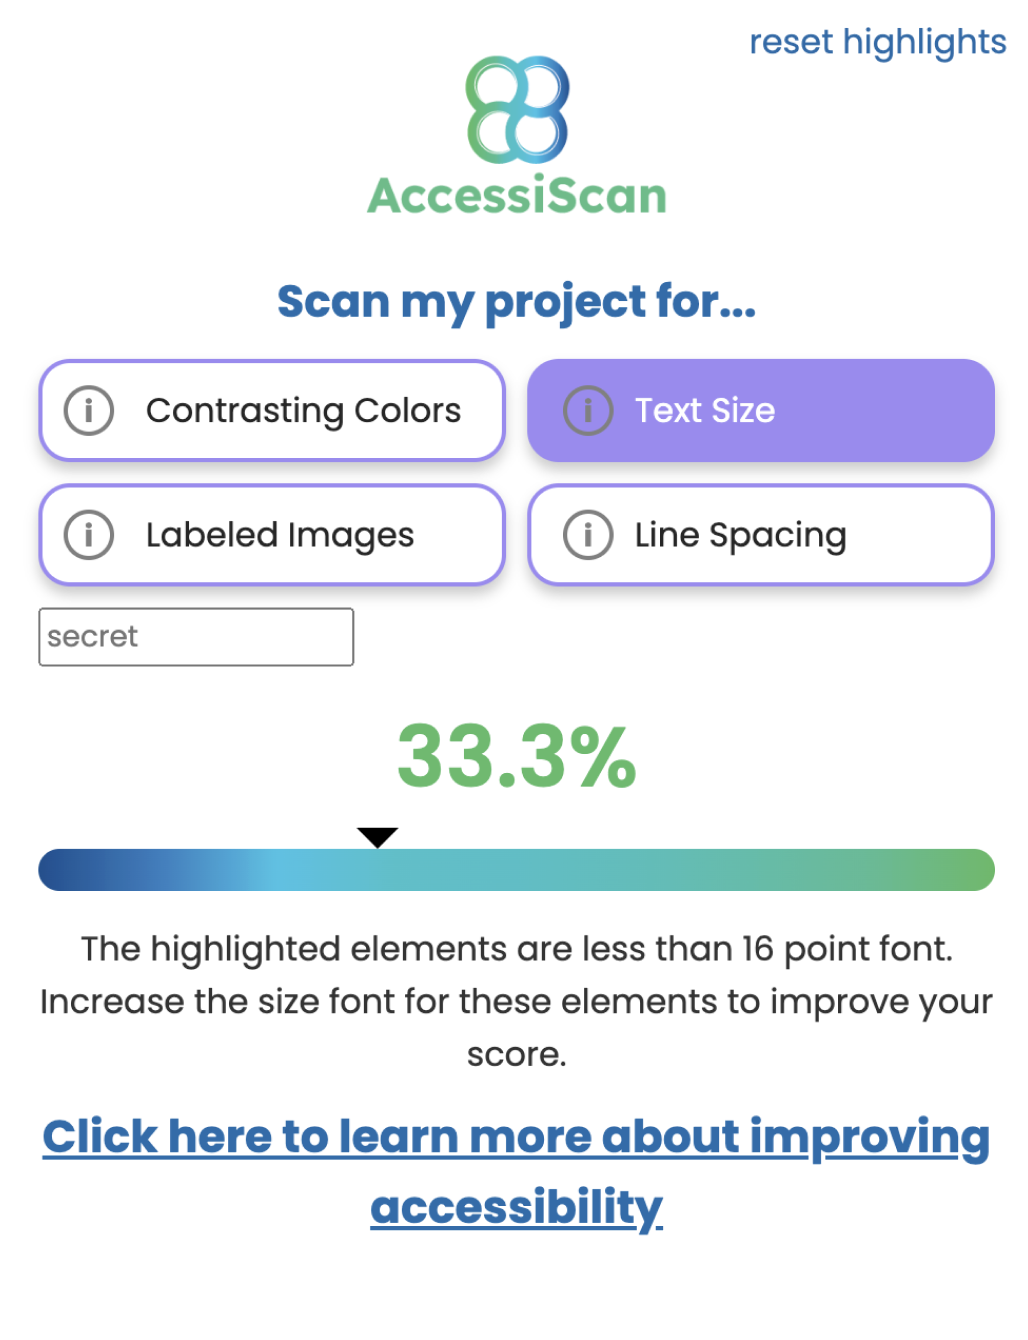 reset highlights
AccessiScan
Scan my project for...
i Contrasting Colors
i Text Size
i Labeled Images
i Line Spacing
secret
33.3%
The highlighted elements are less than 16 point font.
Increase the size font for these elements to improve your
score.
Click here to learn more about improving
accessibility